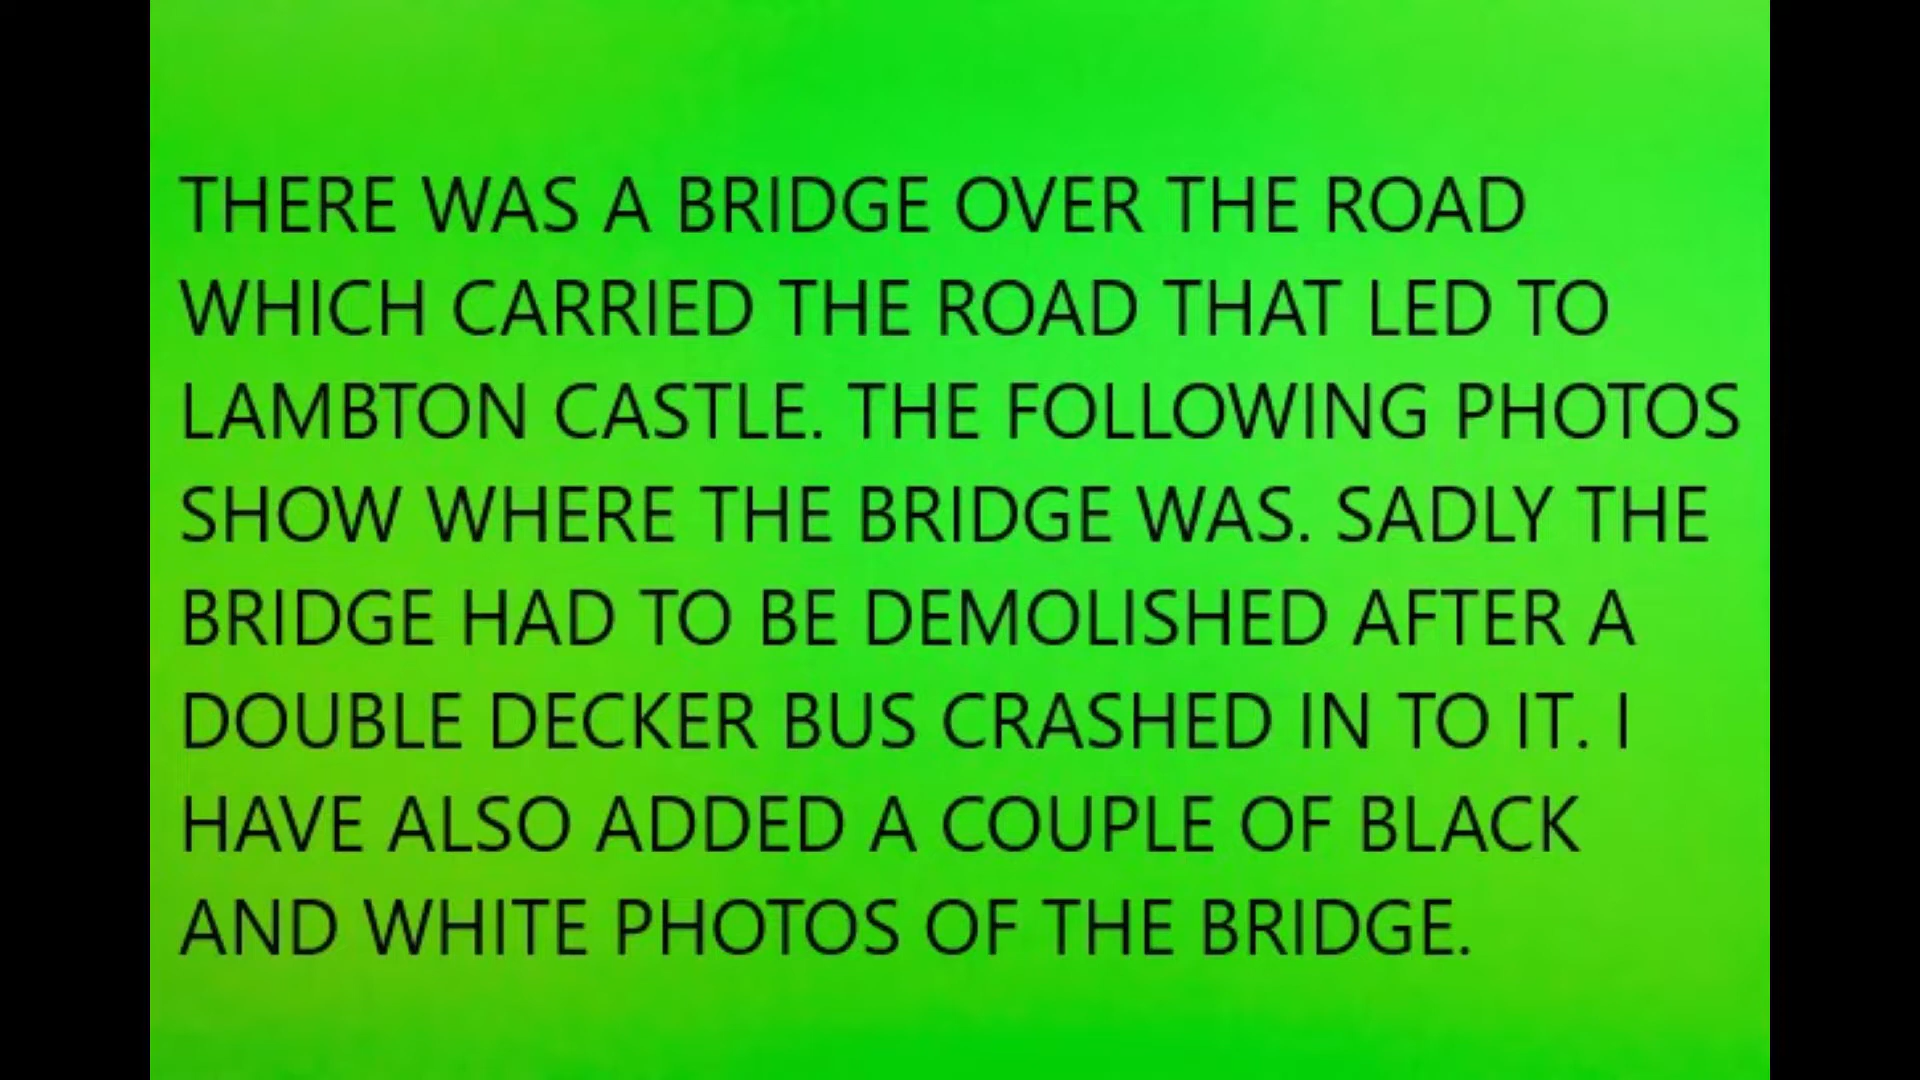 THERE WAS A BRIDGE OVER THE ROAD
WHICH CARRIED THE ROAD THAT LED TO
LAMBTON CASTLE. THE FOLLOWING PHOTOS
SHOW WHERE THE BRIDGE WAS. SADLY THE
BRIDGE HAD TO BE DEMOLISHED AFTER A
DOUBLE DECKER BUS CRASHED IN TO IT. I
HAVE ALSO ADDED A COUPLE OF BLACK
AND WHITE PHOTOS OF THE BRIDGE.